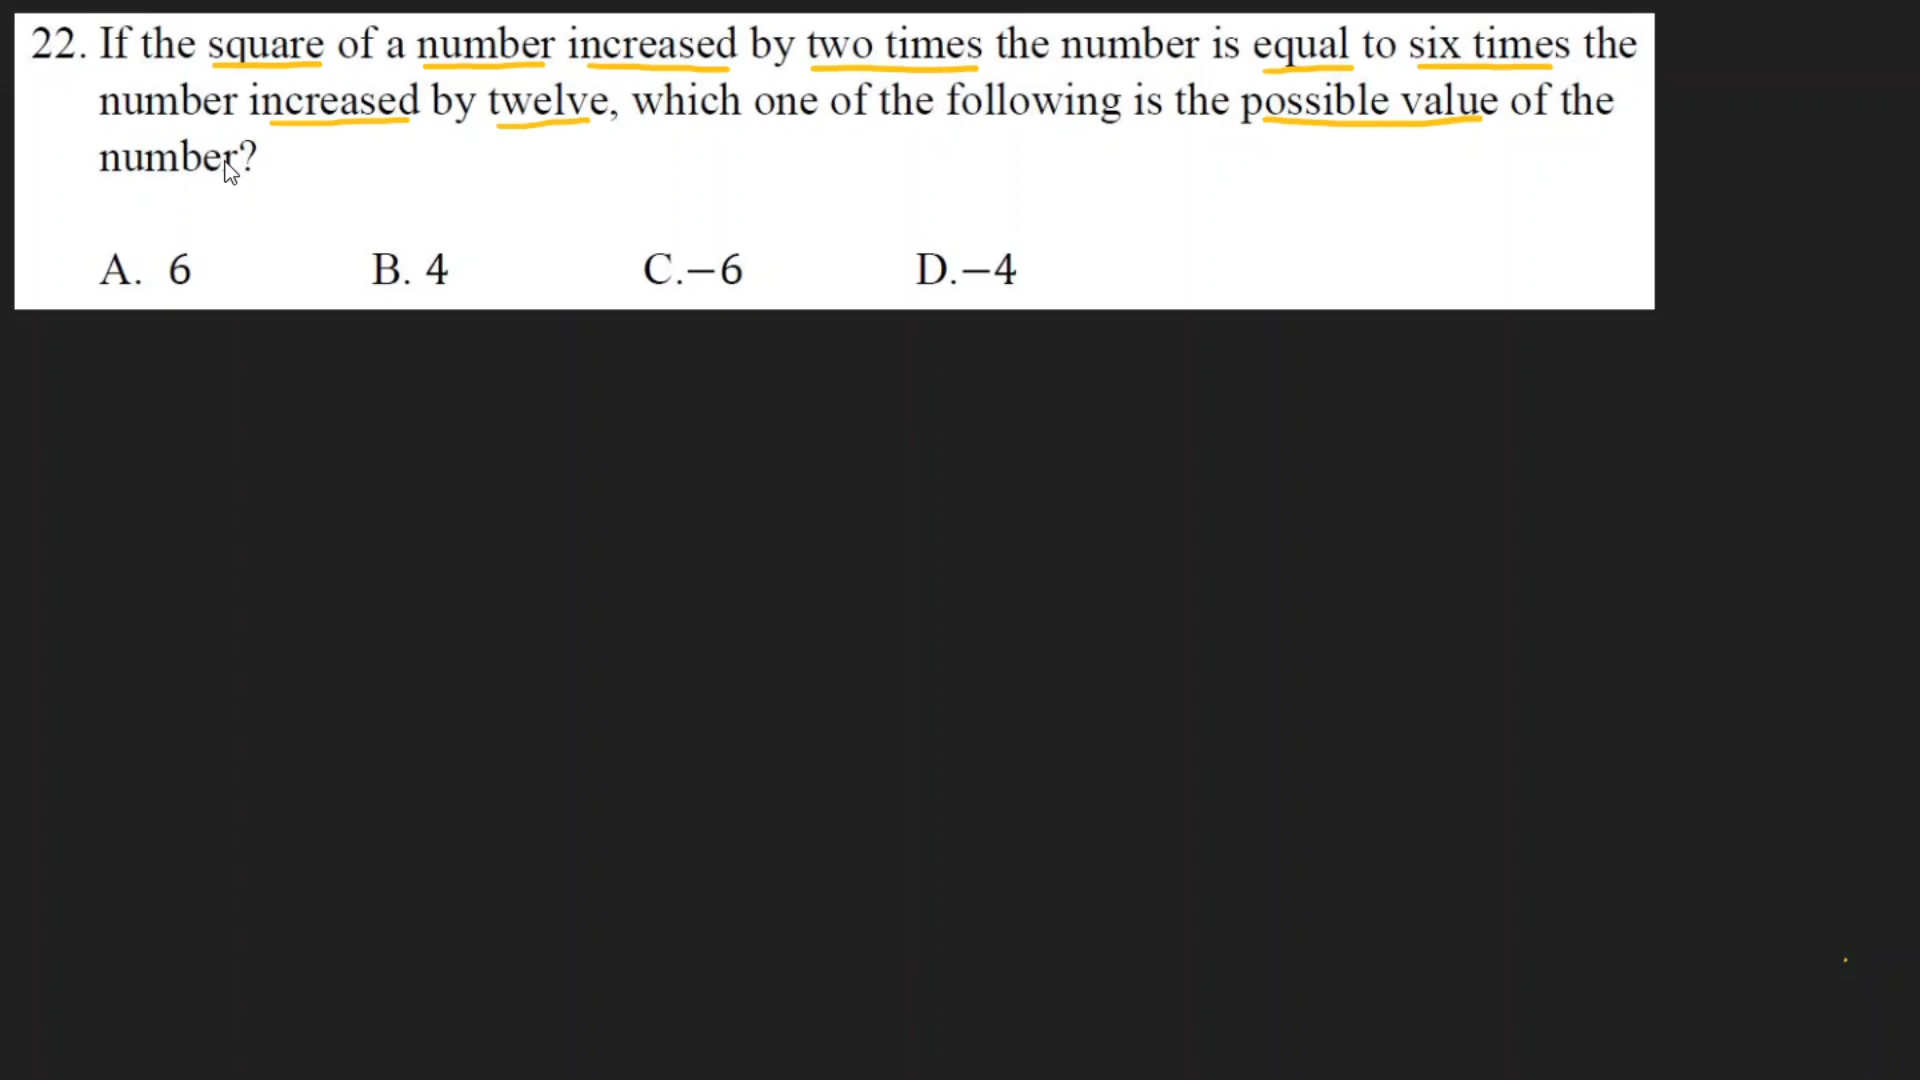 22. If the square of a number increased by two times the number is equal to six times the
number increased by twelve, which one of the following is the possible value of the
number?
A. 6 B. 4 C.−6 D.−4